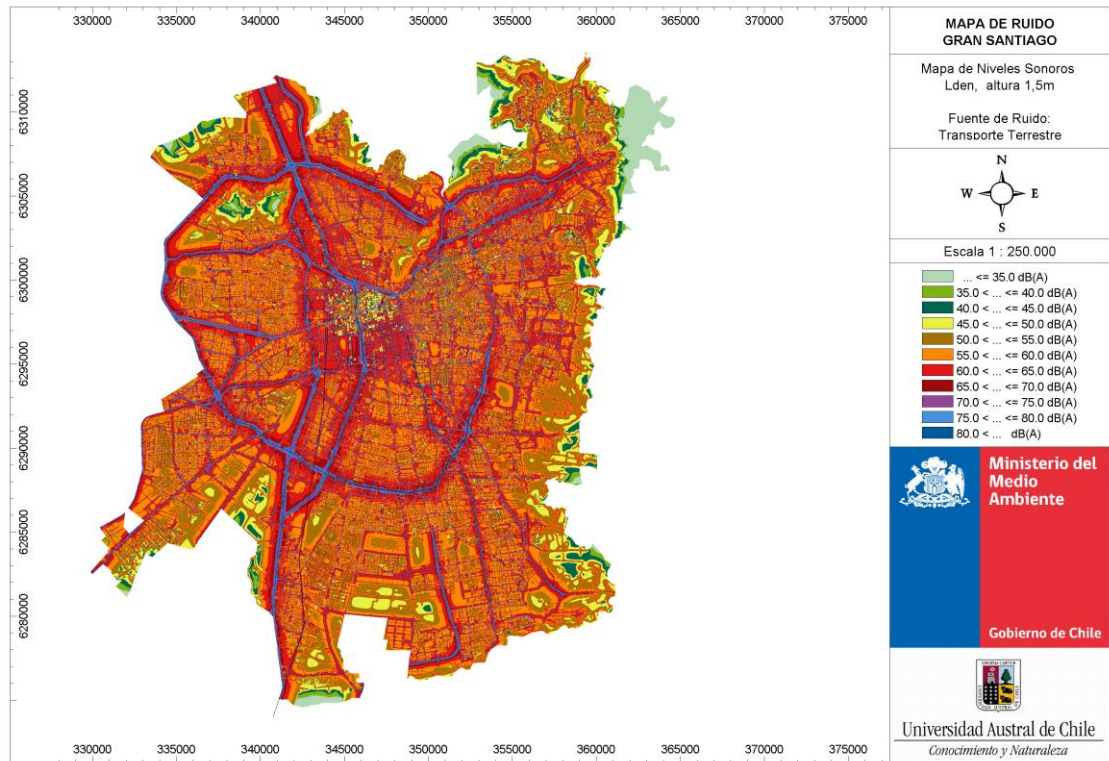 330000 335000 340000 345000 350000 355000 360000 365000 370000 375000
6310000
6305000
6300000
6295000
6290000
6285000
6280000
330000 335000 340000 345000 350000 355000 360000 365000 370000 375000
MAPA DE RUIDO
GRAN SANTIAGO
Mapa de Niveles Sonoros
Lden, altura 1,5m
Fuente de Ruido:
Transporte Terrestre
N
W E
S
Escala 1 : 250.000
... <= 35.0 dB(A)
35.0 < ... <= 40.0 dB(A)
40.0 < ... <= 45.0 dB(A)
45.0 < ... <= 50.0 dB(A)
50.0 < ... <= 55.0 dB(A)
55.0 < ... <= 60.0 dB(A)
60.0 < ... <= 65.0 dB(A)
65.0 < ... <= 70.0 dB(A)
70.0 < ... <= 75.0 dB(A)
75.0 < ... <= 80.0 dB(A)
80.0 < ... dB(A)
Ministerio del
Medio
Ambiente
Gobierno de Chile
Universidad Austral de Chile
Conocimiento y Naturaleza